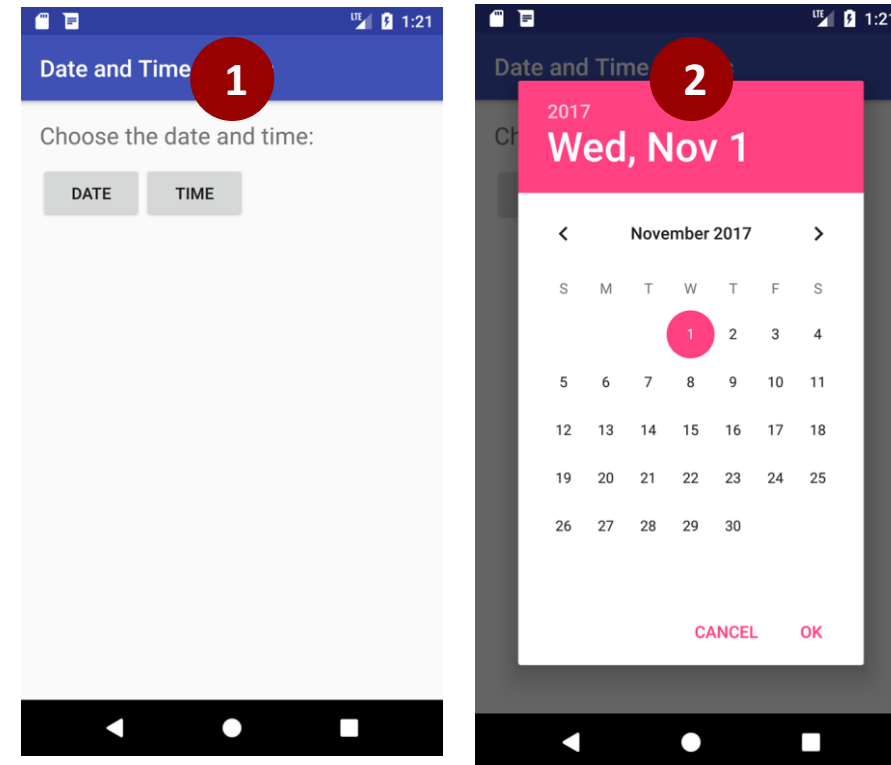 LTE 1:21
Date and Time
1
Choose the date and time:
DATE TIME
LTE 1:21
Date and Time
2
Ch
2017
Wed, Nov 1
November 2017
S M T W T F S
1 2 3 4
5 6 7 8 9 10 11
12 13 14 15 16 17 18
19 20 21 22 23 24 25
26 27 28 29 30
CANCEL OK